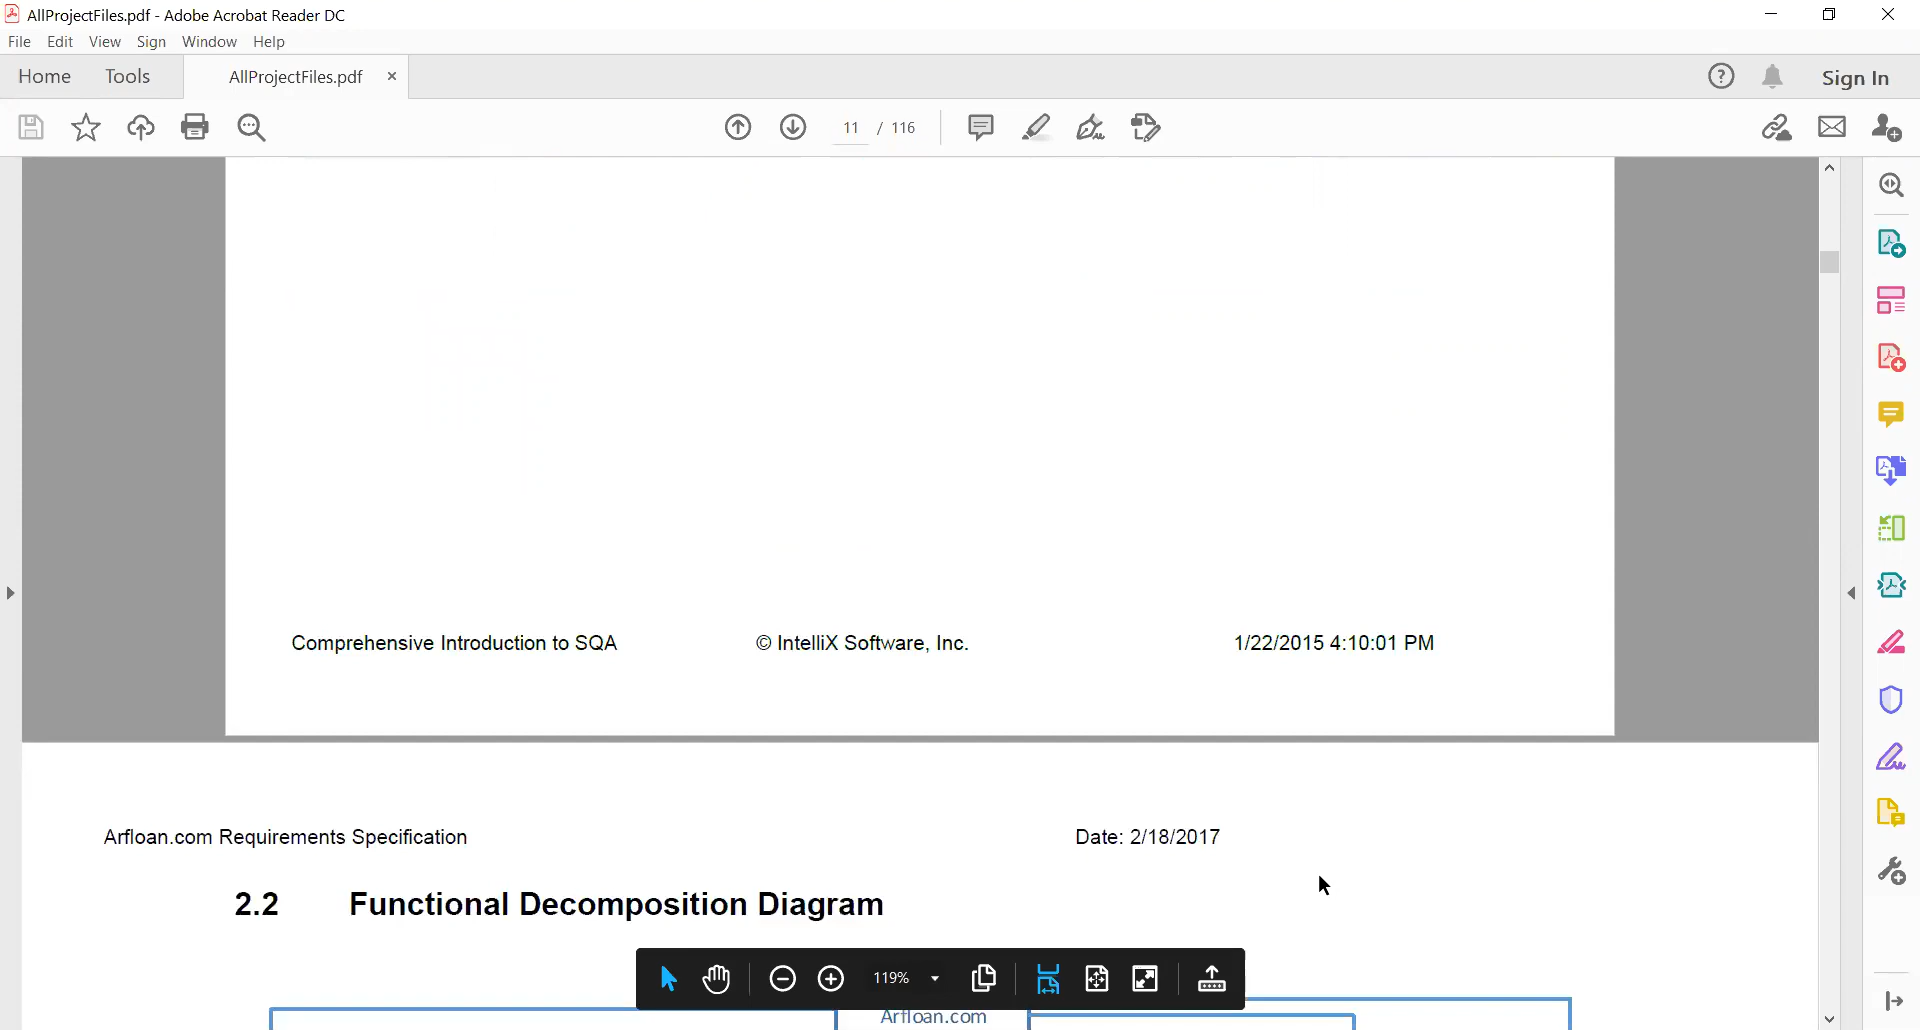 AllProjectFiles.pdf - Adobe Acrobat Reader DC
File Edit View Sign Window Help
Home Tools AllProjectFiles.pdf × Sign In
11 / 116
Comprehensive Introduction to SQA © IntelliX Software, Inc. 1/22/2015 4:10:01 PM
Arfloan.com Requirements Specification Date: 2/18/2017
2.2 Functional Decomposition Diagram
119%
Arfloan.com